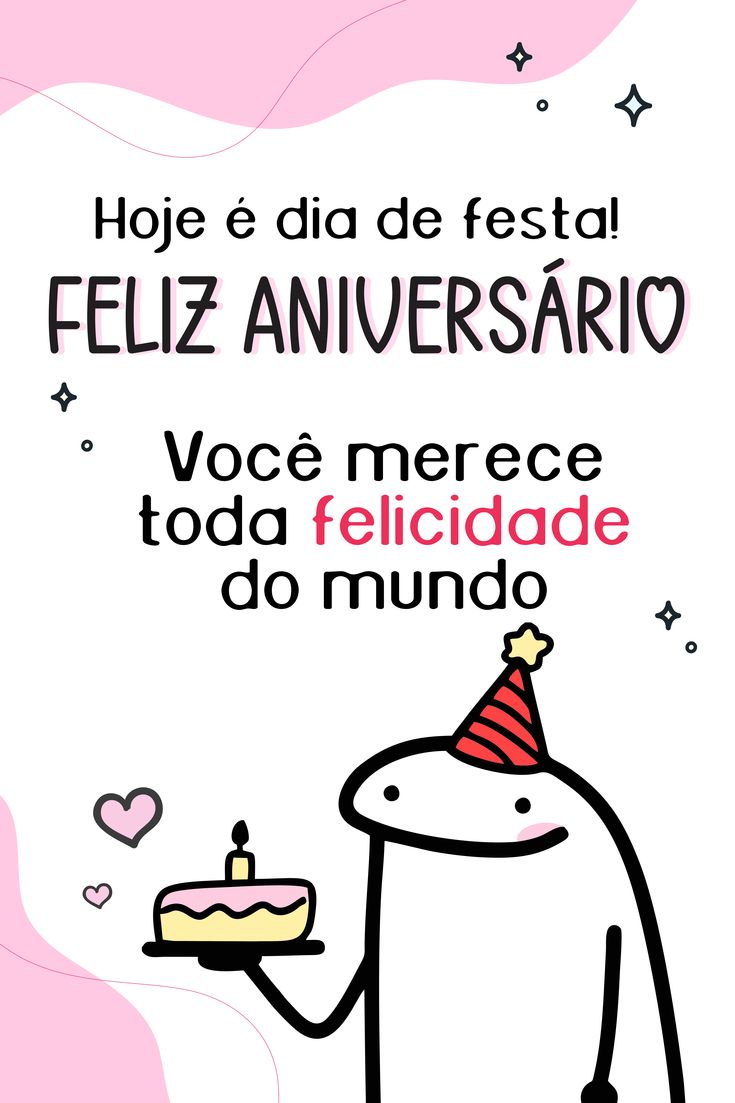 Hoje é dia de festa!
FELIZ ANIVERSÁRIO
Você merece
toda felicidade
do mundo